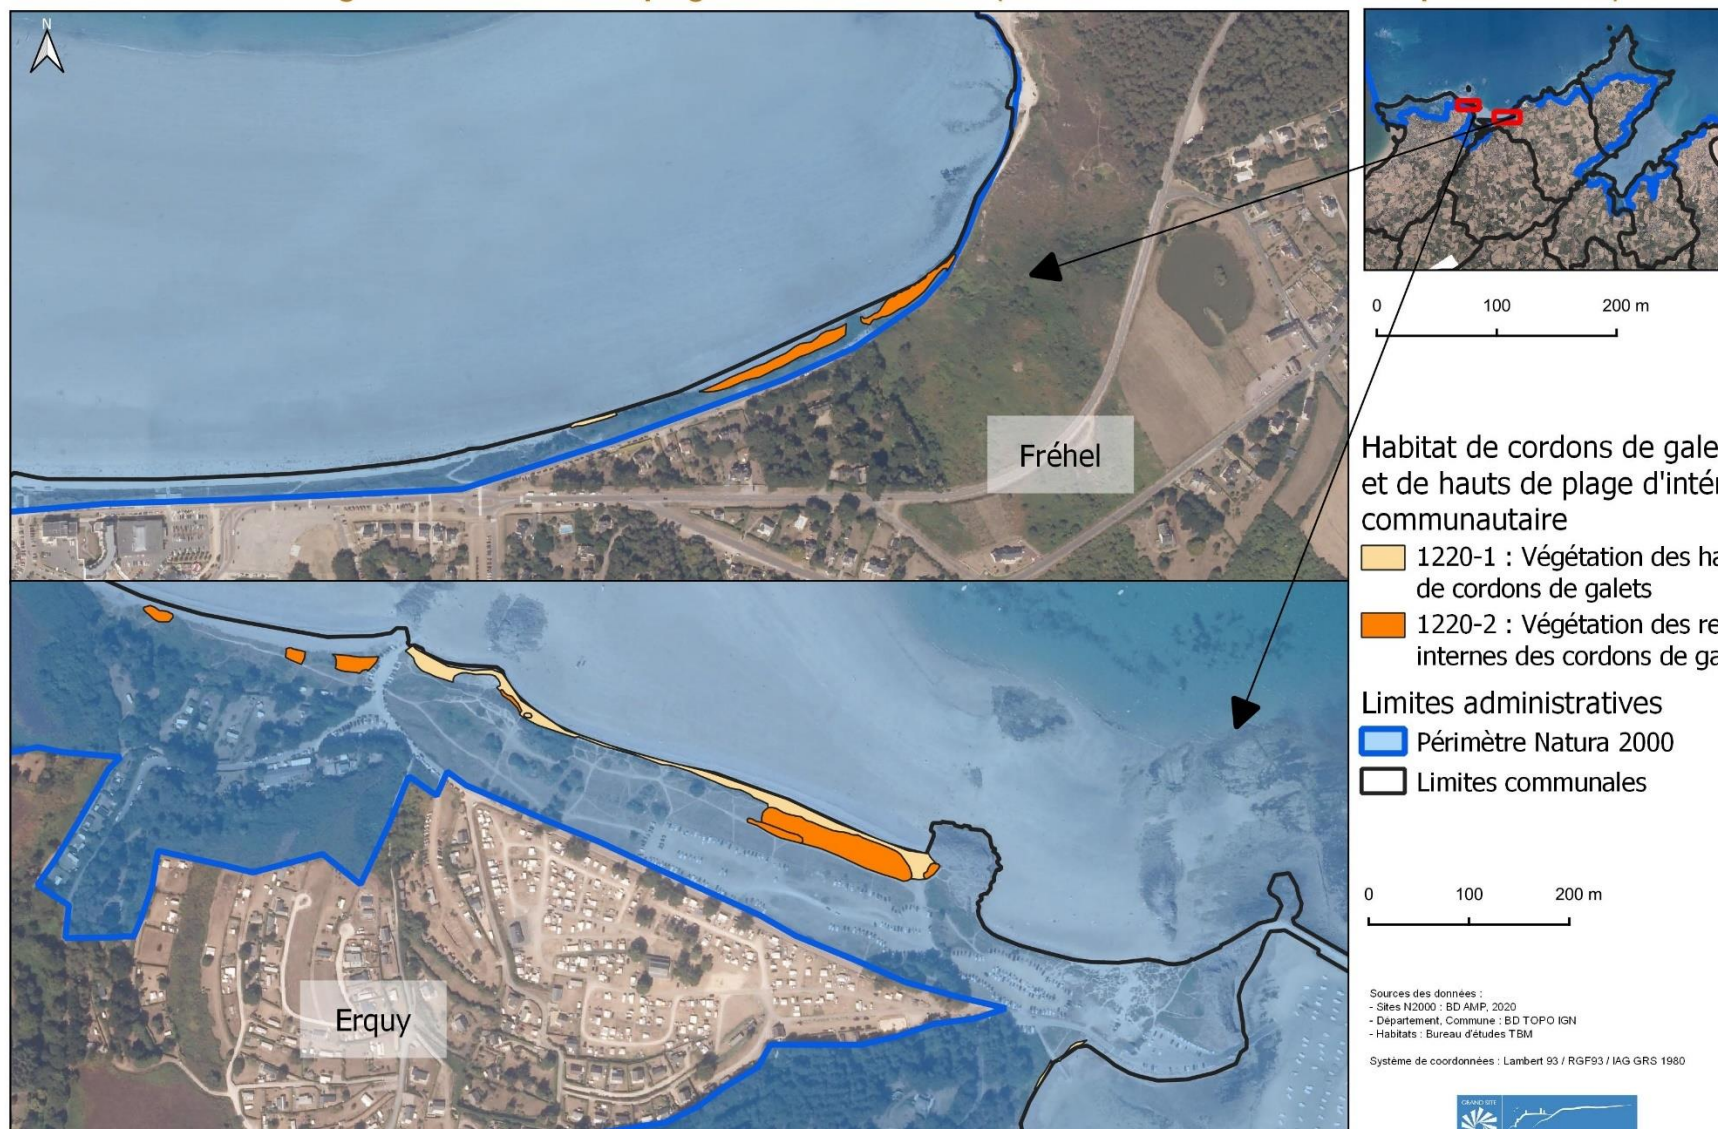 N
Fréhel
Erquy
0 100 200 m
Habitat de cordons de gale
et de hauts de plage d'intér
communautaire
1220-1 : Végétation des ha
de cordons de galets
1220-2 : Végétation des re
internes des cordons de ga
Limites administratives
Périmètre Natura 2000
Limites communales
0 100 200 m
Sources des données :
- Sites N2000 : BD AMP, 2020
- Département, Commune : BD TOPO IGN
- Habitats : Bureau d'études TBM
Système de coordonnées : Lambert 93 / RGF93 / IAG GRS 1980
GRAND SITE